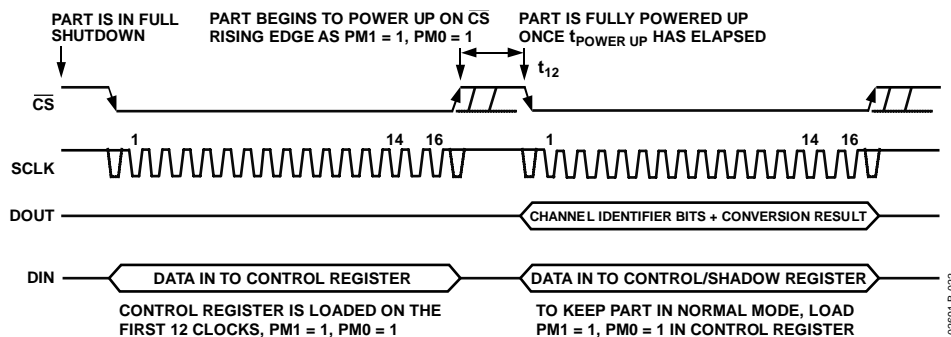 PART IS IN FULL
SHUTDOWN
PART BEGINS TO POWER UP ON CS
RISING EDGE AS PM1 = 1, PM0 = 1
PART IS FULLY POWERED UP
ONCE tPOWER UP HAS ELAPSED
t12
CS
1 14 16 1 14 16
SCLK
DOUT
CHANNEL IDENTIFIER BITS + CONVERSION RESULT
DIN
DATA IN TO CONTROL REGISTER
DATA IN TO CONTROL/SHADOW REGISTER
CONTROL REGISTER IS LOADED ON THE
FIRST 12 CLOCKS, PM1 = 1, PM0 = 1
TO KEEP PART IN NORMAL MODE, LOAD
PM1 = 1, PM0 = 1 IN CONTROL REGISTER